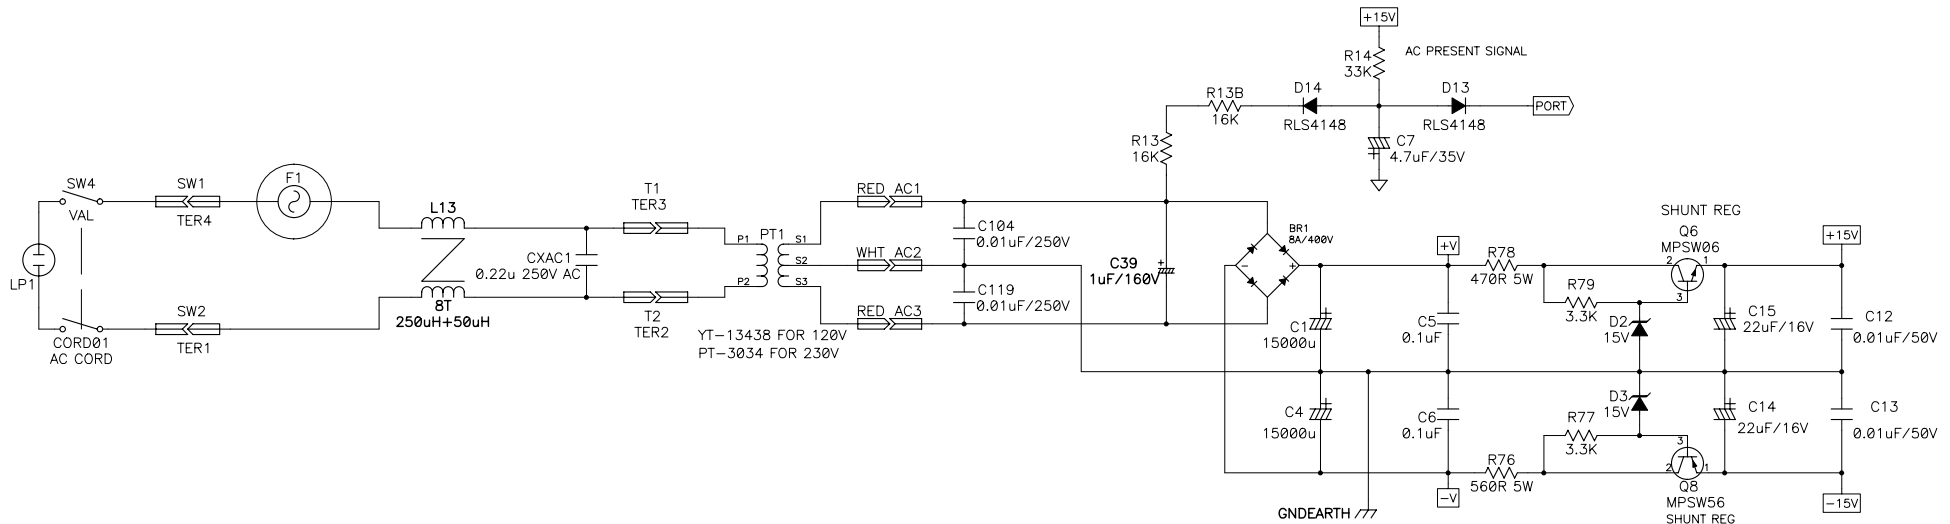 +15V
R14
33K
AC PRESENT SIGNAL
R13B
16K
D14
RLS4148
D13
RLS4148
PORT
R13
16K
C7
4.7uF/35V
SW4
VAL
SW1
TER4
F1
L13
8T
250uH+50uH
T1
TER3
RED AC1
LP1
CORD01
AC CORD
SW2
TER1
CXAC1
0.22u 250V AC
T2
TER2
P1
P2
PT1
S1
S2
S3
YT-13438 FOR 120V
PT-3034 FOR 230V
WHT AC2
RED AC3
C104
0.01uF/250V
C119
0.01uF/250V
C39
1uF/160V
+
BR1
8A/400V
-
+
C1
15000u
C4
15000u
+V
C5
0.1uF
C6
0.1uF
-V
GNDEARTH
R78
470R 5W
R79
3.3K
SHUNT REG
Q6
MPSW06
2
1
3
D2
15V
D3
15V
R77
3.3K
R76
560R 5W
3
2
1
Q8
MPSW56
SHUNT REG
C15
22uF/16V
C14
22uF/16V
+15V
C12
0.01uF/50V
C13
0.01uF/50V
-15V